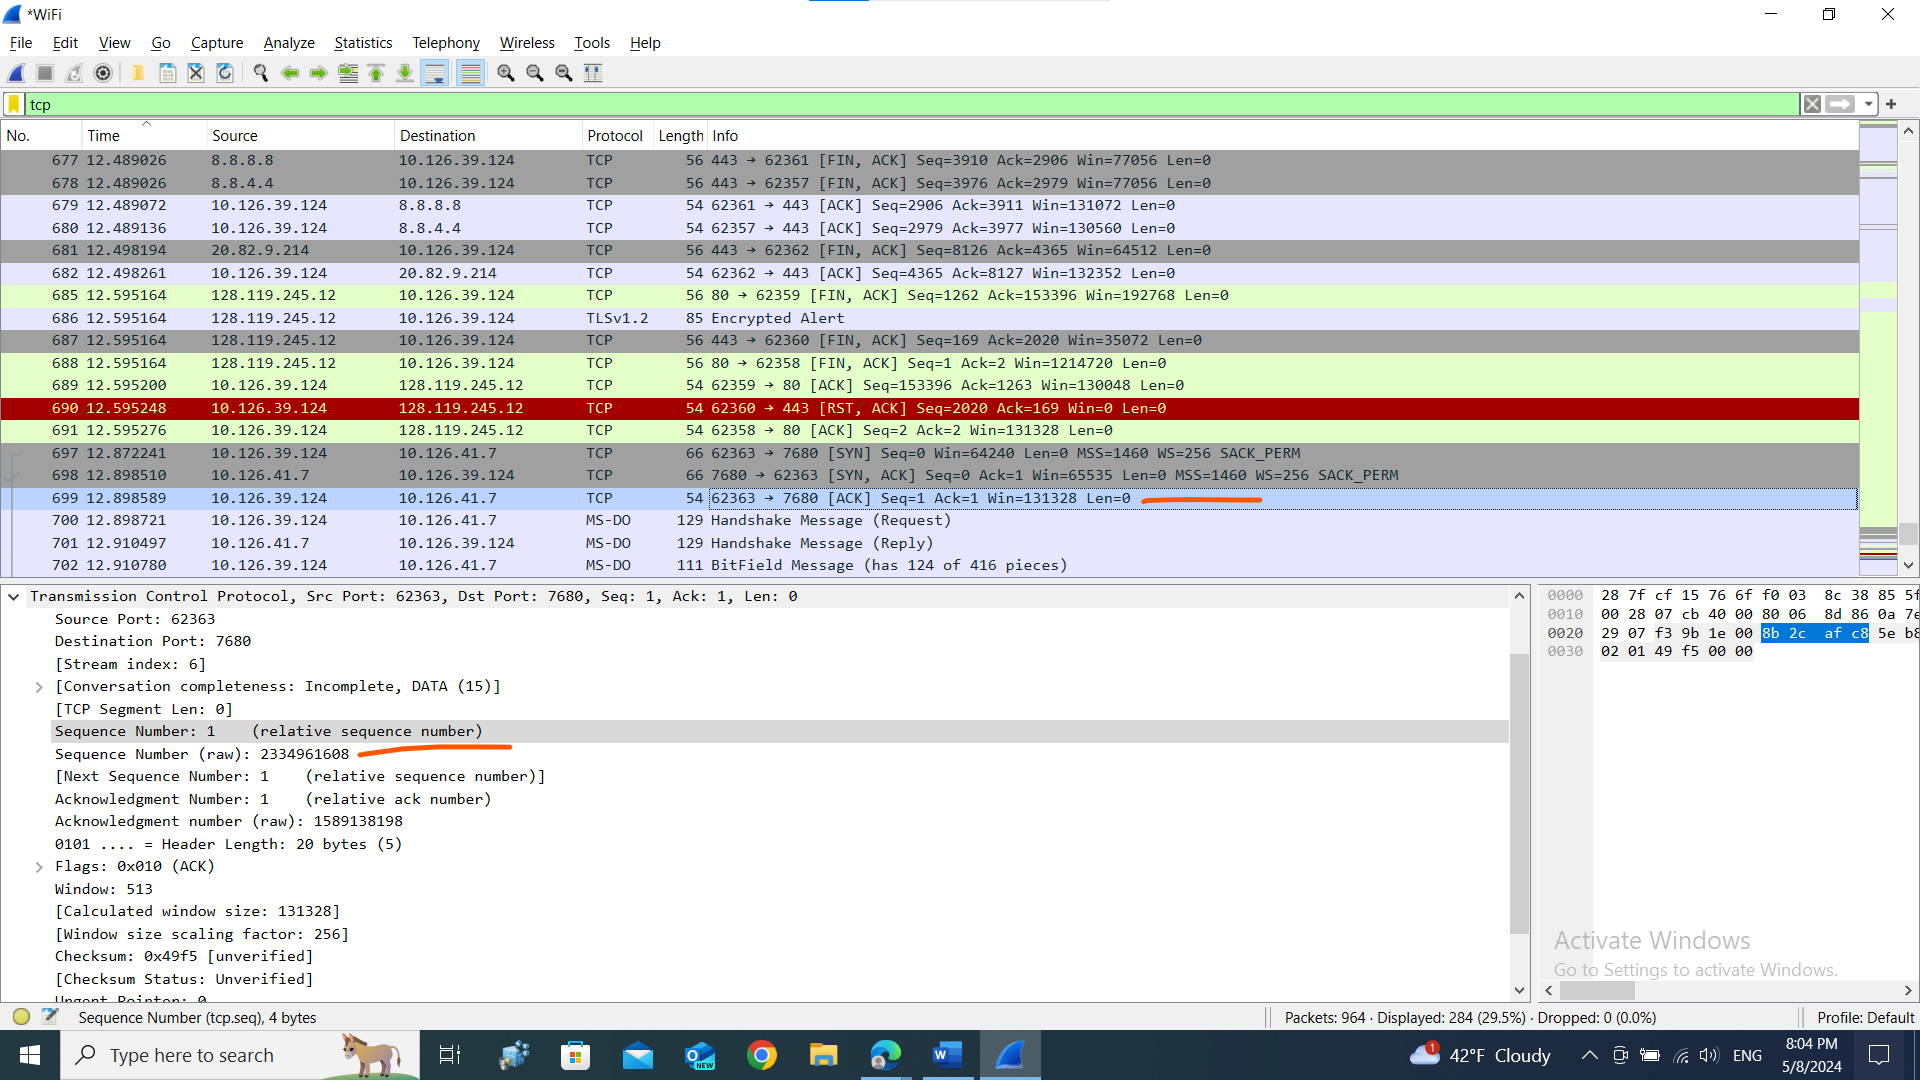 *WiFi
File Edit View Go Capture Analyze Statistics Telephony Wireless Tools Help
tcp
No. Time Source Destination Protocol Length Info
677 12.489026 8.8.8.8 10.126.39.124 TCP 56 443 → 62361 [FIN, ACK] Seq=3910 Ack=2906 Win=77056 Len=0
678 12.489026 8.8.4.4 10.126.39.124 TCP 56 443 → 62357 [FIN, ACK] Seq=3976 Ack=2979 Win=77056 Len=0
679 12.489072 10.126.39.124 8.8.8.8 TCP 54 62361 → 443 [ACK] Seq=2906 Ack=3911 Win=131072 Len=0
680 12.489136 10.126.39.124 8.8.4.4 TCP 54 62357 → 443 [ACK] Seq=2979 Ack=3977 Win=130560 Len=0
681 12.498194 20.82.9.214 10.126.39.124 TCP 56 443 → 62362 [FIN, ACK] Seq=8126 Ack=4365 Win=64512 Len=0
682 12.498261 10.126.39.124 20.82.9.214 TCP 54 62362 → 443 [ACK] Seq=4365 Ack=8127 Win=132352 Len=0
685 12.595164 128.119.245.12 10.126.39.124 TCP 56 80 → 62359 [FIN, ACK] Seq=1262 Ack=153396 Win=192768 Len=0
686 12.595164 128.119.245.12 10.126.39.124 TLSv1.2 85 Encrypted Alert
687 12.595164 128.119.245.12 10.126.39.124 TCP 56 443 → 62360 [FIN, ACK] Seq=169 Ack=2020 Win=35072 Len=0
688 12.595164 128.119.245.12 10.126.39.124 TCP 56 80 → 62358 [FIN, ACK] Seq=1 Ack=2 Win=1214720 Len=0
689 12.595200 10.126.39.124 128.119.245.12 TCP 54 62359 → 80 [ACK] Seq=153396 Ack=1263 Win=130048 Len=0
690 12.595248 10.126.39.124 128.119.245.12 TCP 54 62360 → 443 [RST, ACK] Seq=2020 Ack=169 Win=0 Len=0
691 12.595276 10.126.39.124 128.119.245.12 TCP 54 62358 → 80 [ACK] Seq=2 Ack=2 Win=131328 Len=0
697 12.872241 10.126.39.124 10.126.41.7 TCP 66 62363 → 7680 [SYN] Seq=0 Win=64240 Len=0 MSS=1460 WS=256 SACK_PERM
698 12.898510 10.126.41.7 10.126.39.124 TCP 66 7680 → 62363 [SYN, ACK] Seq=0 Ack=1 Win=65535 Len=0 MSS=1460 WS=256 SACK_PERM
699 12.898589 10.126.39.124 10.126.41.7 TCP 54 62363 → 7680 [ACK] Seq=1 Ack=1 Win=131328 Len=0
700 12.898721 10.126.39.124 10.126.41.7 MS-DO 129 Handshake Message (Request)
701 12.910497 10.126.41.7 10.126.39.124 MS-DO 129 Handshake Message (Reply)
702 12.910780 10.126.39.124 10.126.41.7 MS-DO 111 BitField Message (has 124 of 416 pieces)
Transmission Control Protocol, Src Port: 62363, Dst Port: 7680, Seq: 1, Ack: 1, Len: 0
Source Port: 62363
Destination Port: 7680
[Stream index: 6]
[Conversation completeness: Incomplete, DATA (15)]
[TCP Segment Len: 0]
Sequence Number: 1 (relative sequence number)
Sequence Number (raw): 2334961608
[Next Sequence Number: 1 (relative sequence number)]
Acknowledgment Number: 1 (relative ack number)
Acknowledgment number (raw): 1589138198
0101 .... = Header Length: 20 bytes (5)
Flags: 0x010 (ACK)
Window: 513
[Calculated window size: 131328]
[Window size scaling factor: 256]
Checksum: 0x49f5 [unverified]
[Checksum Status: Unverified]
Urgent Pointer: 0
0000 28 7f cf 15 76 6f f0 03 8c 38 85 5f
0010 00 28 07 cb 40 00 80 06 8d 86 0a 7e
0020 29 07 f3 9b 1e 00 8b 2c af c8 5e b8
0030 02 01 49 f5 00 00
Activate Windows
Go to Settings to activate Windows.
Sequence Number (tcp.seq), 4 bytes
Packets: 964 · Displayed: 284 (29.5%) · Dropped: 0 (0.0%)
Profile: Default
Type here to search
NEW
1
42°F Cloudy
ENG
8:04 PM
5/8/2024